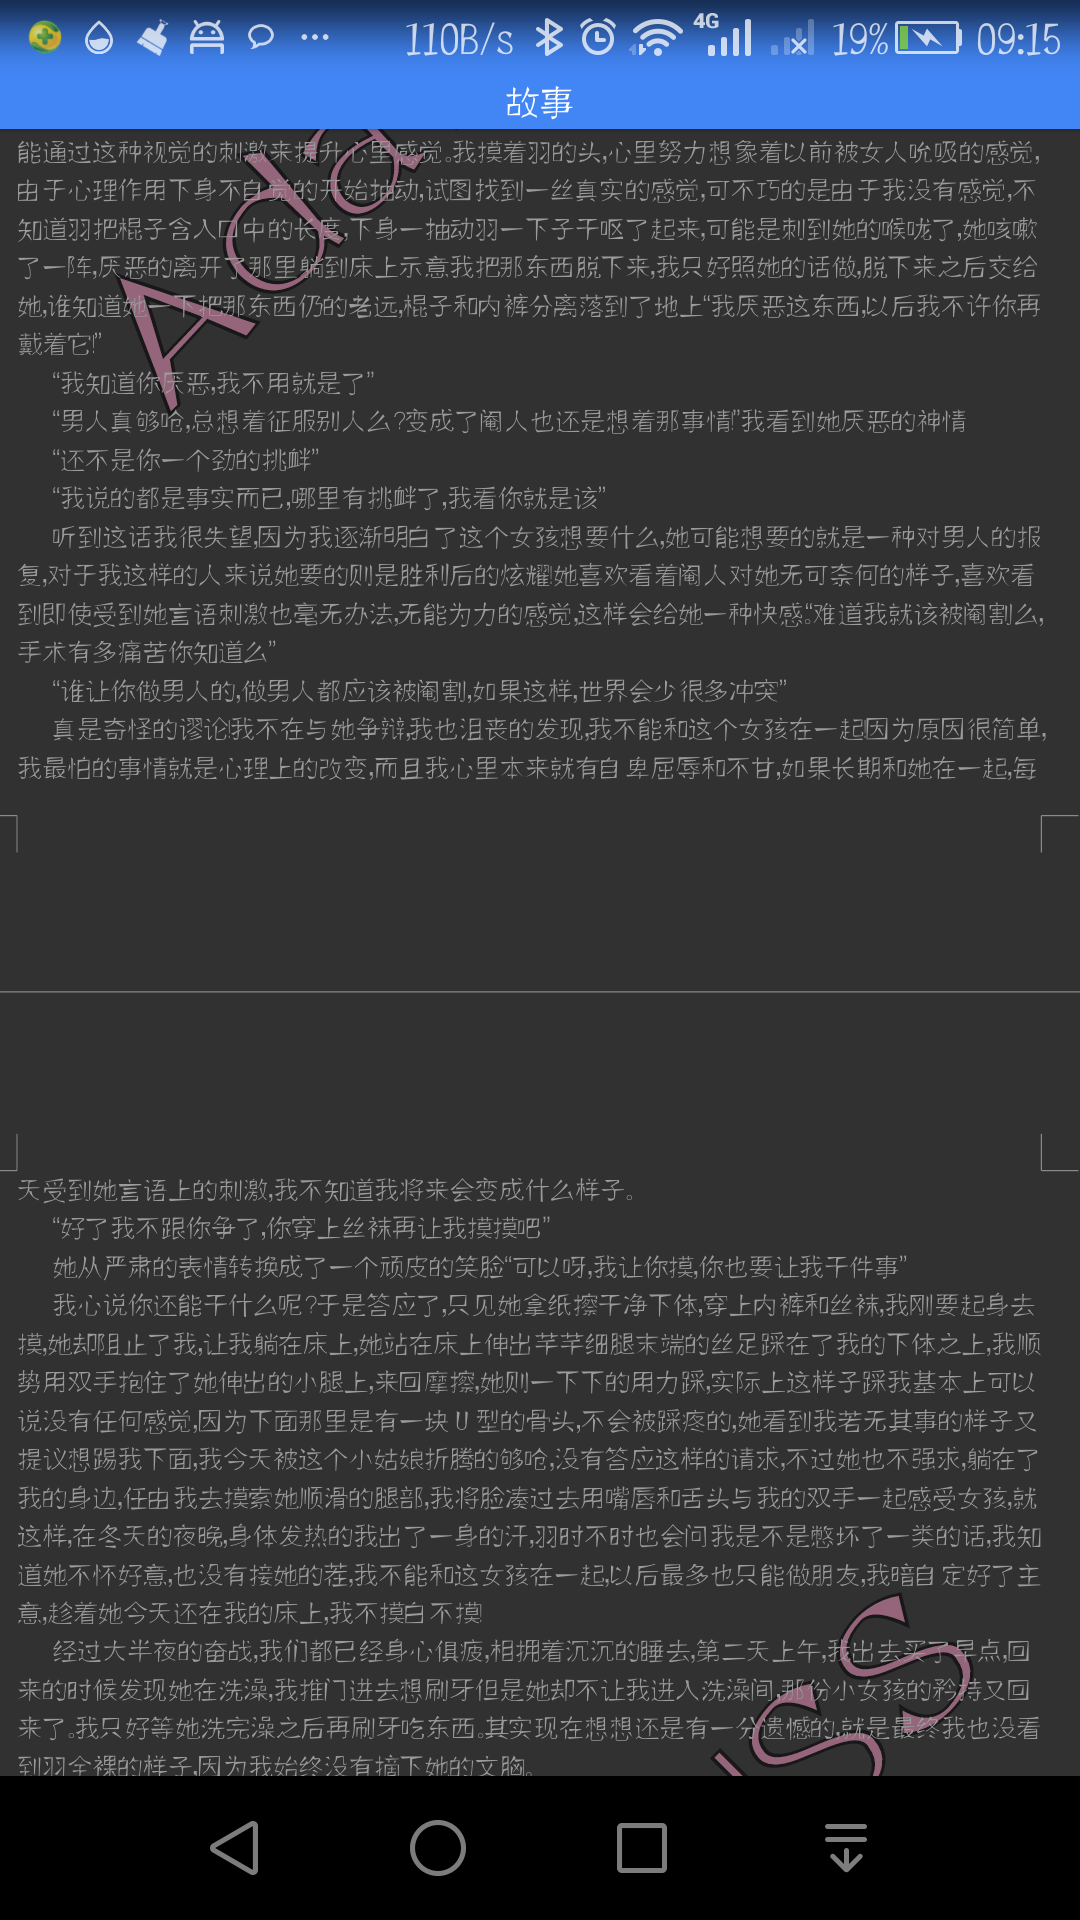 110B/s 4G 19% 09:15
故事
能通过这种视觉的刺激来提升心里感觉。我摸着羽的头,心里努力想象着以前被女人吮吸的感觉,
由于心理作用下身不自觉的开始抽动,试图找到一丝真实的感觉,可不巧的是由于我没有感觉,不
知道羽把棍子含入口中的长度,下身一抽动羽一下子干呕了起来,可能是刺到她的喉咙了,她咳嗽
了一阵,厌恶的离开了那里躺到床上示意我把那东西脱下来,我只好照她的话做,脱下来之后交给
她,谁知道她一下把那东西仍的老远,棍子和内裤分离落到了地上“我厌恶这东西,以后我不许你再
戴着它!”
“我知道你厌恶,我不用就是了”
“男人真够呛,总想着征服别人么?变成了阉人也还是想着那事情!”我看到她厌恶的神情
“还不是你一个劲的挑衅”
“我说的都是事实而已,哪里有挑衅了,我看你就是该”
听到这话我很失望,因为我逐渐明白了这个女孩想要什么,她可能想要的就是一种对男人的报
复,对于我这样的人来说她要的则是胜利后的炫耀!她喜欢看着阉人对她无可奈何的样子,喜欢看
到即使受到她言语刺激也毫无办法,无能为力的感觉,这样会给她一种快感。“难道我就该被阉割么,
手术有多痛苦你知道么”
“谁让你做男人的,做男人都应该被阉割,如果这样,世界会少很多冲突”
真是奇怪的谬论!我不在与她争辩,我也沮丧的发现,我不能和这个女孩在一起!因为原因很简单,
我最怕的事情就是心理上的改变,而且我心里本来就有自卑屈辱和不甘,如果长期和她在一起,每
天受到她言语上的刺激,我不知道我将来会变成什么样子。
“好了我不跟你争了,你穿上丝袜再让我摸摸吧”
她从严肃的表情转换成了一个顽皮的笑脸“可以呀,我让你摸,你也要让我干件事”
我心说你还能干什么呢?于是答应了,只见她拿纸擦干净下体,穿上内裤和丝袜,我刚要起身去
摸,她却阻止了我,让我躺在床上,她站在床上伸出芊芊细腿末端的丝足踩在了我的下体之上,我顺
势用双手抱住了她伸出的小腿上,来回摩擦,她则一下下的用力踩,实际上这样子踩我基本上可以
说没有任何感觉,因为下面那里是有一块U型的骨头,不会被踩疼的,她看到我若无其事的样子又
提议想踢我下面,我今天被这个小姑娘折腾的够呛,没有答应这样的请求,不过她也不强求,躺在了
我的身边,任由我去摸索她顺滑的腿部,我将脸凑过去用嘴唇和舌头与我的双手一起感受女孩,就
这样,在冬天的夜晚,身体发热的我出了一身的汗,羽时不时也会问我是不是憋坏了一类的话,我知
道她不怀好意,也没有接她的茬,我不能和这女孩在一起,以后最多也只能做朋友,我暗自定好了主
意,趁着她今天还在我的床上,我不摸白不摸!
经过大半夜的奋战,我们都已经身心俱疲,相拥着沉沉的睡去,第二天上午,我出去买了早点,回
来的时候发现她在洗澡,我推门进去想刷牙但是她却不让我进入洗澡间,那份小女孩的矜持又回
来了。我只好等她洗完澡之后再刷牙吃东西。其实现在想想还是有一分遗憾的,就是最终我也没看
到羽全裸的样子,因为我始终没有摘下她的文胸。
Ada
ss